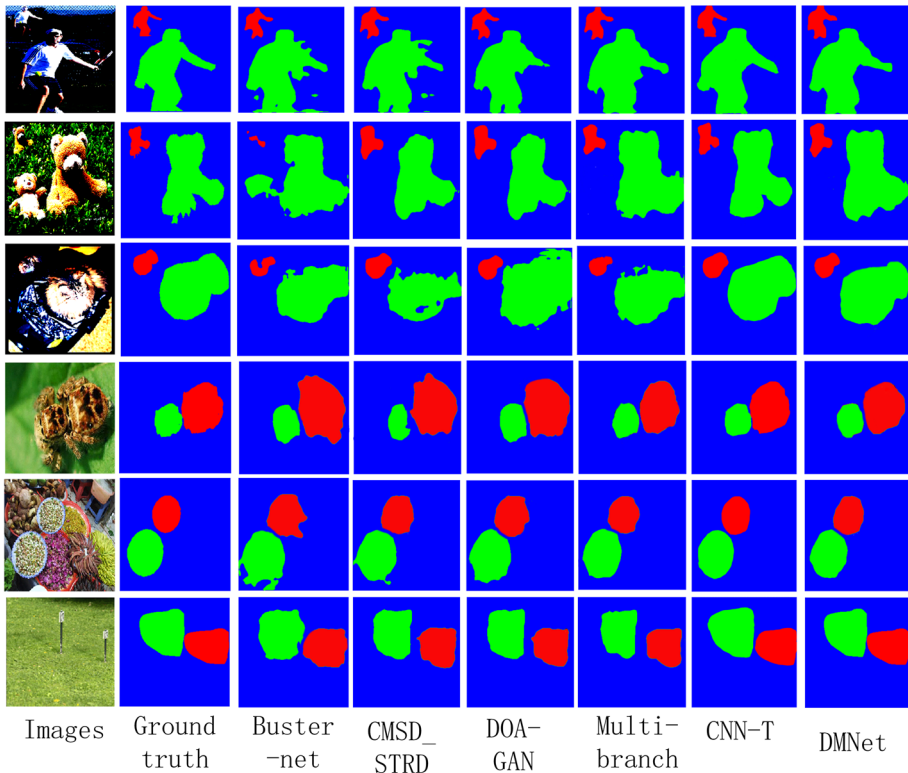 Images
Ground
truth
Buster
-net
CMSD_
STRD
DOA-
GAN
Multi-
branch
CNN-T
DMNet